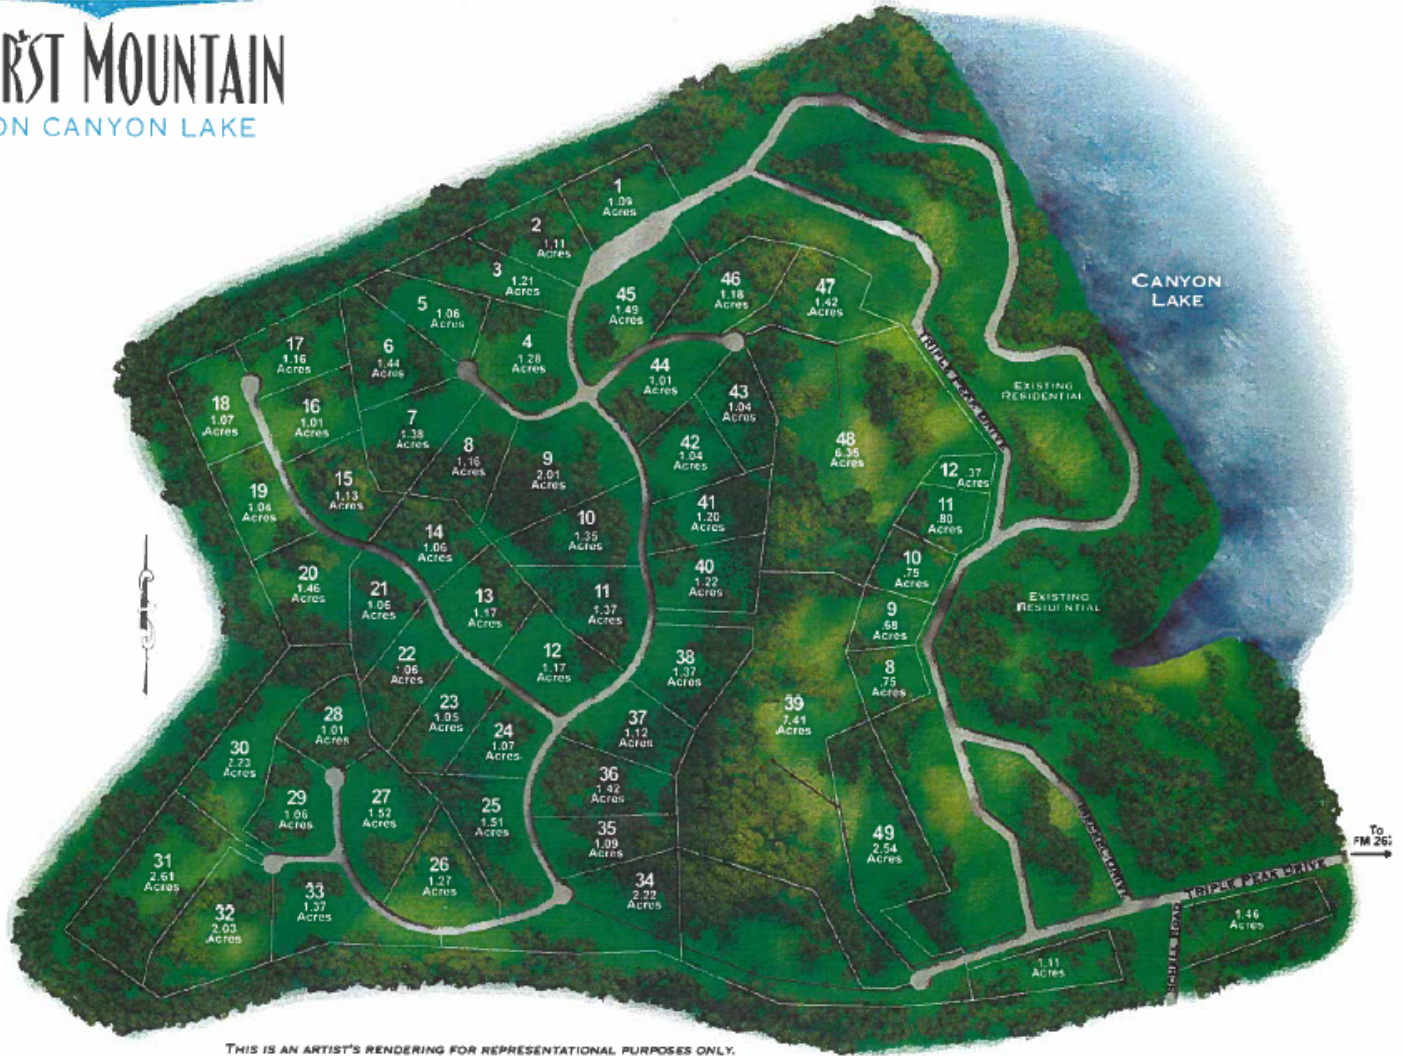 RST MOUNTAIN
ON CANYON LAKE
1
1.09
Acres
2
1.11
Acres
3
1.21
Acres
5
1.06
Acres
4
1.28
Acres
45
1.49
Acres
46
1.18
Acres
47
1.42
Acres
CANYON
LAKE
17
1.16
Acres
6
1.44
Acres
44
1.01
Acres
43
1.04
Acres
TRIPLE PEAK DRIVE
EXISTING
RESIDENTIAL
18
1.07
Acres
16
1.01
Acres
7
1.38
Acres
8
1.16
Acres
9
2.01
Acres
42
1.04
Acres
48
6.35
Acres
12 .37
Acres
19
1.04
Acres
15
1.13
Acres
14
1.06
Acres
10
1.35
Acres
41
1.20
Acres
11
.80
Acres
20
1.46
Acres
21
1.06
Acres
13
1.17
Acres
11
1.37
Acres
40
1.22
Acres
10
.75
Acres
9
.68
Acres
EXISTING
RESIDENTIAL
22
1.06
Acres
12
1.17
Acres
38
1.37
Acres
8
.75
Acres
23
1.05
Acres
24
1.07
Acres
37
1.12
Acres
39
7.41
Acres
28
1.01
Acres
30
2.23
Acres
29
1.06
Acres
27
1.52
Acres
25
1.51
Acres
36
1.42
Acres
35
1.09
Acres
49
2.54
Acres
To
FM 26
31
2.61
Acres
26
1.27
Acres
34
2.22
Acres
TRIPLE PEAK DRIVE
32
2.03
Acres
33
1.37
Acres
1.46
Acres
1.11
Acres
THIS IS AN ARTIST'S RENDERING FOR REPRESENTATIONAL PURPOSES ONLY.